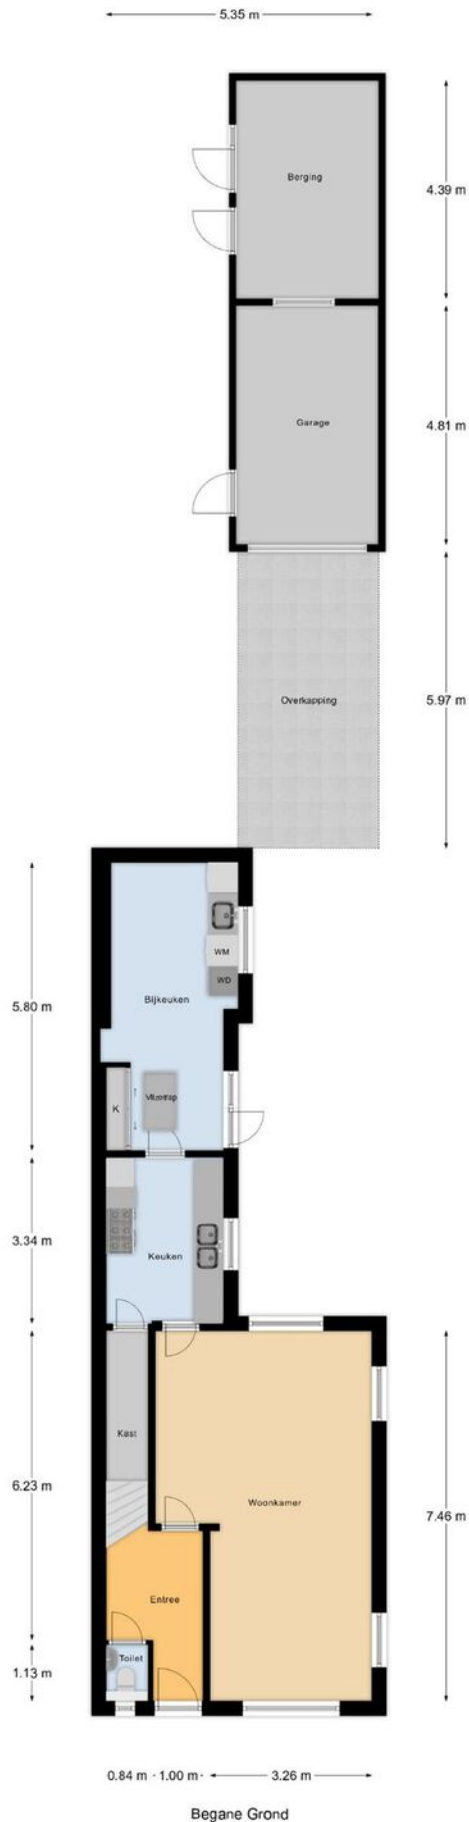 5.35 m
Berging
4.39 m
Garage
4.81 m
Overkapping
5.97 m
WM
WD
Bijkeuken
5.80 m
Vlizotrap
K
3.34 m
Keuken
Kast
Woonkamer
6.23 m
7.46 m
Entree
Toilet
1.13 m
0.84 m
1.00 m
3.26 m
Begane Grond